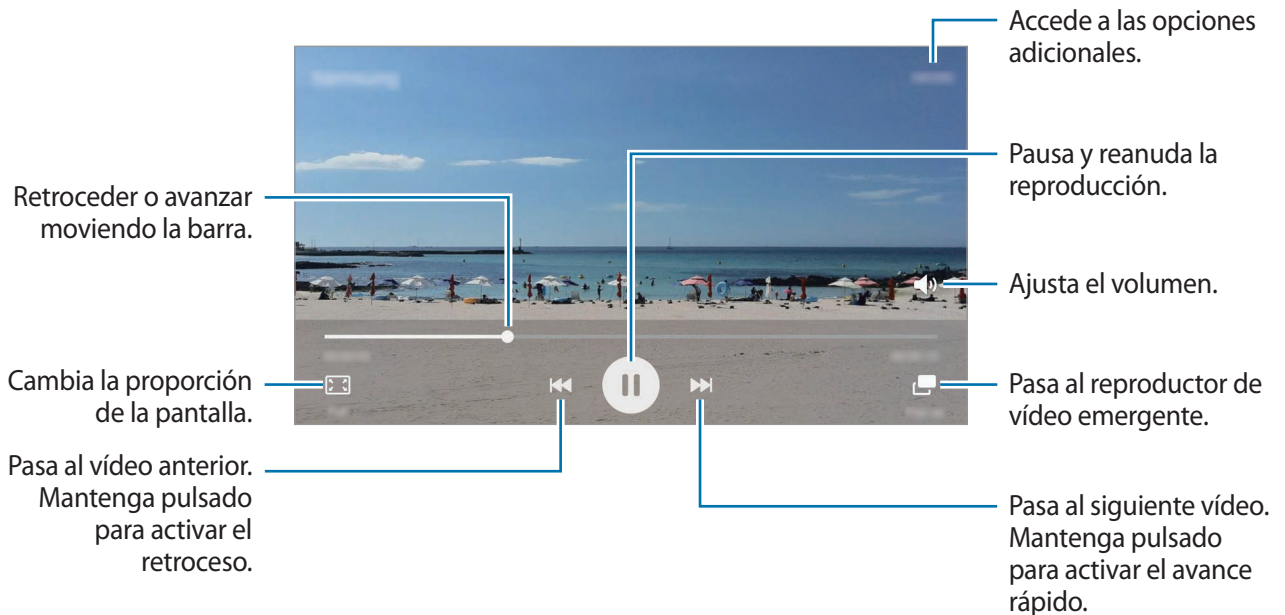 Accede a las opciones
adicionales.
Pausa y reanuda la
reproducción.
Retroceder o avanzar
moviendo la barra.
Ajusta el volumen.
Cambia la proporción
de la pantalla.
Pasa al reproductor de
vídeo emergente.
Pasa al vídeo anterior.
Mantenga pulsado
para activar el
retroceso.
Pasa al siguiente vídeo.
Mantenga pulsado
para activar el avance
rápido.